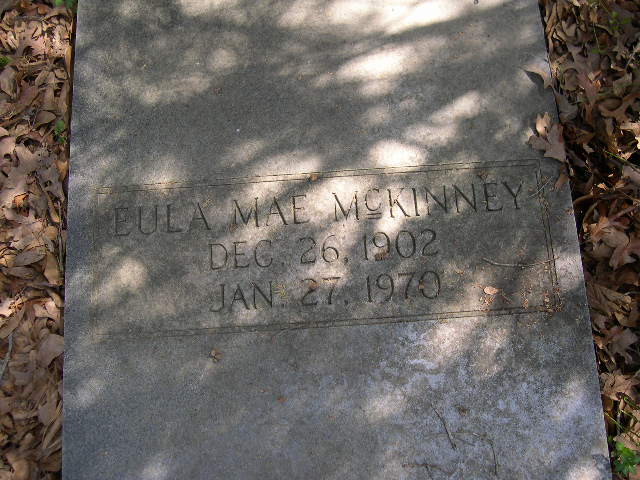 EULA MAE McKINNEY
DEC. 26, 1902
JAN. 27, 1970